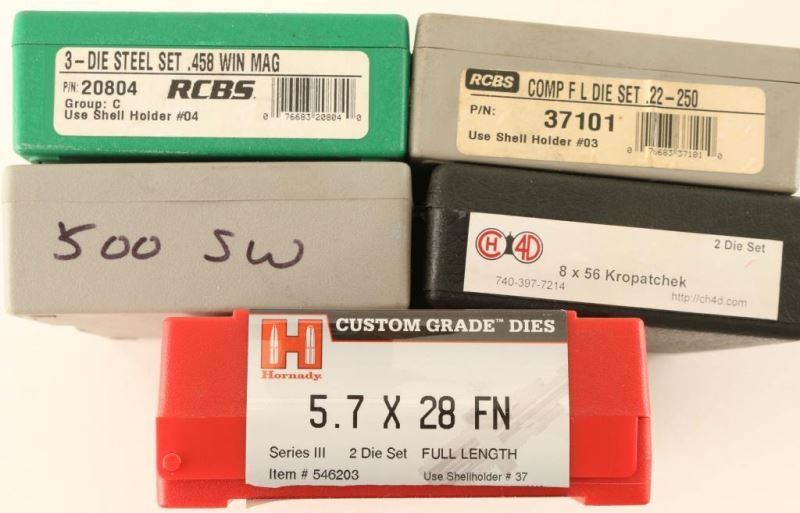 3-DIE STEEL SET .458 WIN MAG
P/N: 20804 RCBS.
Group: C
Use Shell Holder #04
0 76683 20804 0
RCBS COMP F L DIE SET .22-250
P/N: 37101
Use Shell Holder #03
0 76683 37101 0
500 SW
CH 4D 2 Die Set
8 x 56 Kropatchek
740-397-7214
http://ch4d.com
H CUSTOM GRADE™ DIES
Hornady
5.7 X 28 FN
Series III 2 Die Set FULL LENGTH
Item # 546203 Use Shellholder # 37